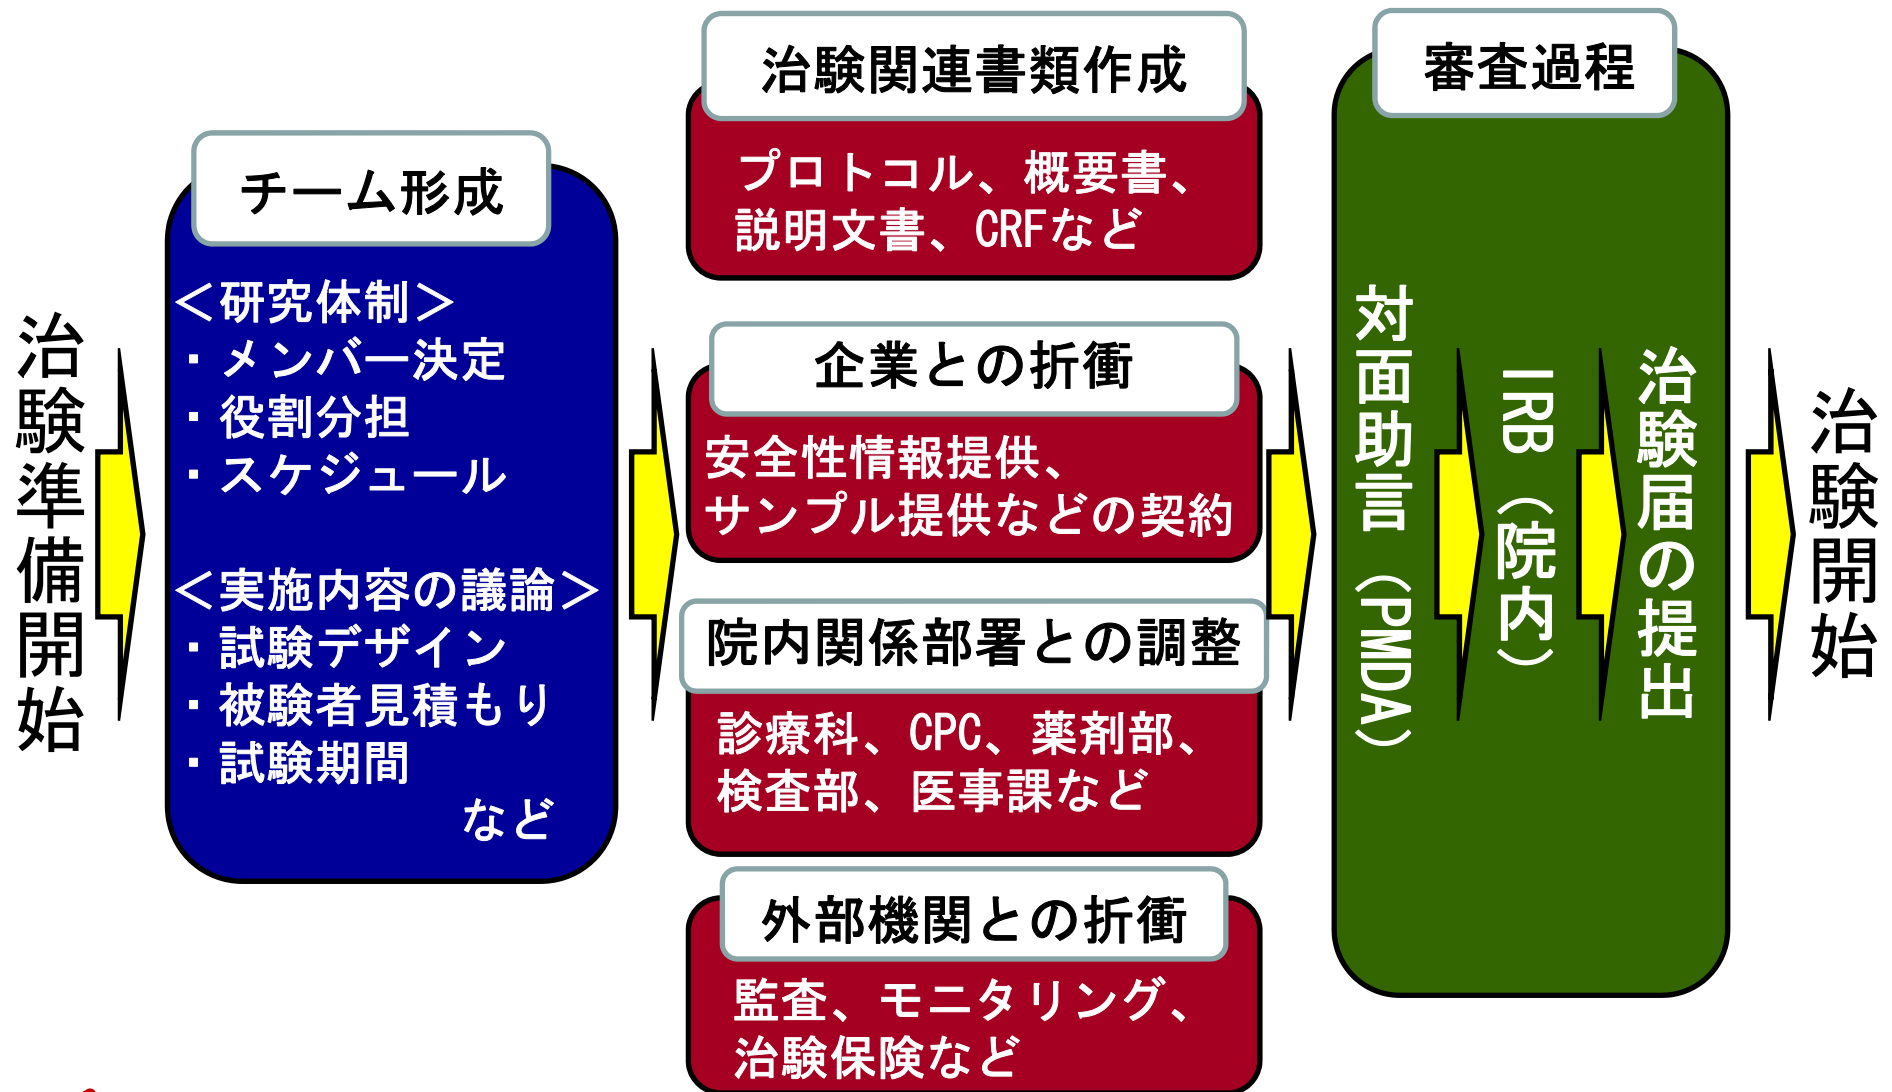 治験準備開始
チーム形成
＜研究体制＞
・メンバー決定
・役割分担
・スケジュール
＜実施内容の議論＞
・試験デザイン
・被験者見積もり
・試験期間
など
治験関連書類作成
プロトコル、概要書、
説明文書、CRFなど
企業との折衝
安全性情報提供、
サンプル提供などの契約
院内関係部署との調整
診療科、CPC、薬剤部、
検査部、医事課など
外部機関との折衝
監査、モニタリング、
治験保険など
審査過程
対面助言（PMDA）
IRB（院内）
治験届の提出
治験開始